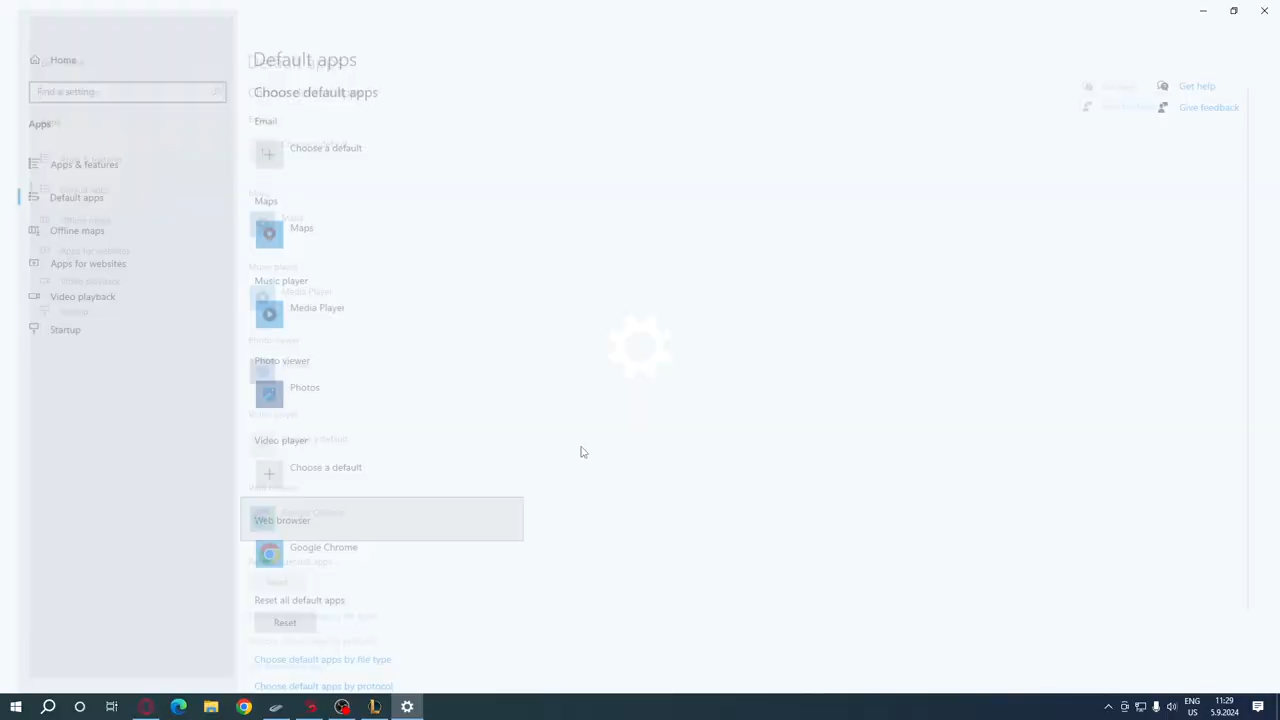 Home
Default apps
Find a setting
Choose default apps
Get help
Give feedback
Apps
Email
Choose a default
Apps & features
Default apps
Maps
Maps
Offline maps
Apps for websites
Music player
Media Player
Video playback
Startup
Photo viewer
Photos
Video player
Choose a default
Web browser
Google Chrome
Reset all default apps
Reset
Choose default apps by file type
Choose default apps by protocol
ENG
US
11:29
5.9.2024